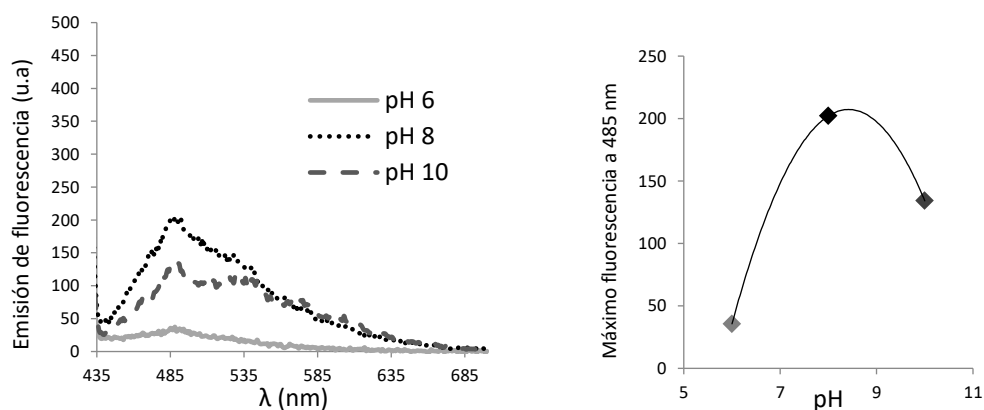 Emisión de fluorescencia (u.a)
500
450
400
350
300
250
200
150
100
50
0
435 485 535 585 635 685
λ (nm)
pH 6
pH 8
pH 10
Máximo fluorescencia a 485 nm
250
200
150
100
50
0
5 7 9 11
pH